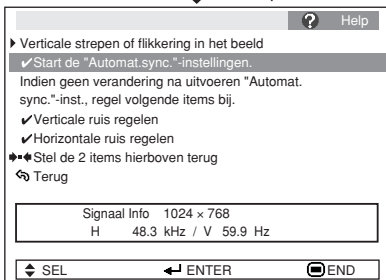 ? Help
Verticale strepen of flikkering in het beeld
✔Start de "Automat.sync."-instellingen.
Indien geen verandering na uitvoeren "Automat.
sync."-inst., regel volgende items bij.
✔Verticale ruis regelen
✔Horizontale ruis regelen
Stel de 2 items hierboven terug
Terug
Signaal Info 1024 × 768
H 48.3 kHz / V 59.9 Hz
SEL ENTER END